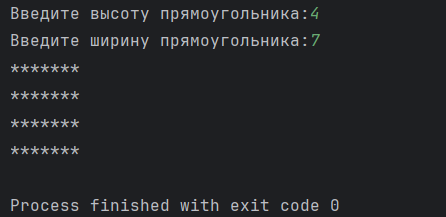 Введите высоту прямоугольника:4
Введите ширину прямоугольника:7
*******
*******
*******
*******
Process finished with exit code 0